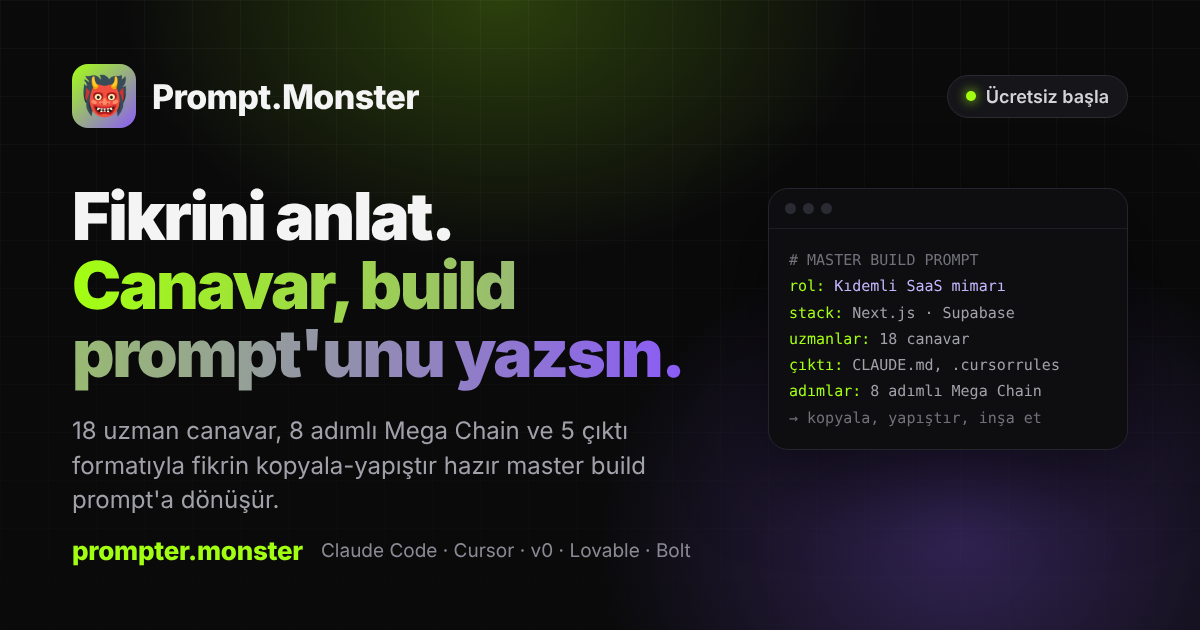 Prompt.Monster
Ücretsiz başla
Fikrini anlat.
Canavar, build
prompt'unu yazsın.
18 uzman canavar, 8 adımlı Mega Chain ve 5 çıktı
formatıyla fikrin kopyala-yapıştır hazır master build
prompt'a dönüşür.
prompter.monster
Claude Code · Cursor · v0 · Lovable · Bolt
# MASTER BUILD PROMPT
rol: Kıdemli SaaS mimarı
stack: Next.js · Supabase
uzmanlar: 18 canavar
çıktı: CLAUDE.md, .cursorrules
adımlar: 8 adımlı Mega Chain
→ kopyala, yapıştır, inşa et